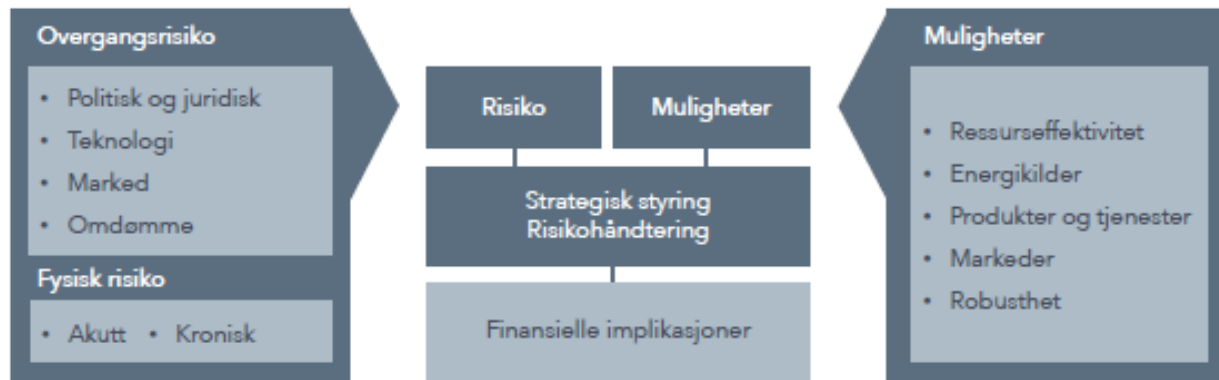 Overgangsrisiko
• Politisk og juridisk
• Teknologi
• Marked
• Omdømme
Fysisk risiko
• Akutt • Kronisk
Risiko
Muligheter
Strategisk styring
Risikohåndtering
Finansielle implikasjoner
Muligheter
• Ressurseffektivitet
• Energikilder
• Produkter og tjenester
• Markeder
• Robusthet